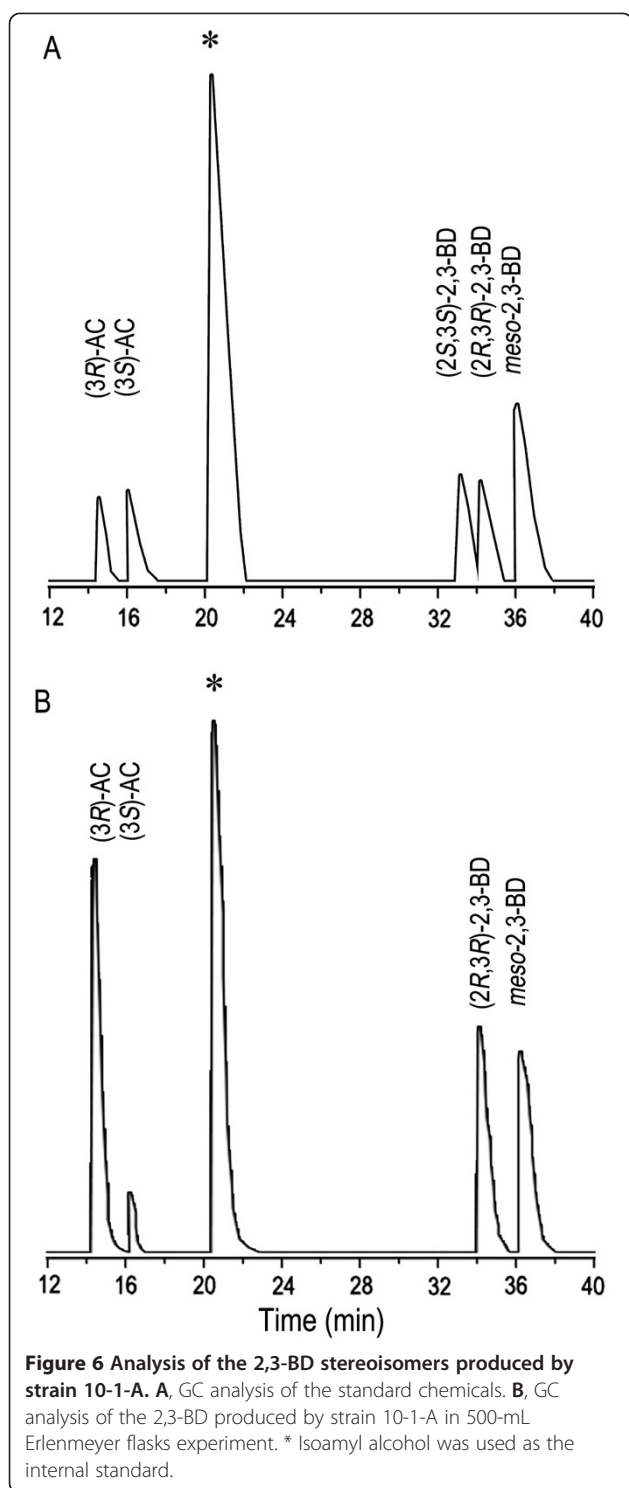 A
*
(3R)-AC
(3S)-AC
(2S,3S)-2,3-BD
(2R,3R)-2,3-BD
meso-2,3-BD
12 16 20 24 28 32 36 40
B
*
(3R)-AC
(3S)-AC
(2R,3R)-2,3-BD
meso-2,3-BD
12 16 20 24 28 32 36 40
Time (min)
Figure 6 Analysis of the 2,3-BD stereoisomers produced by
strain 10-1-A. A, GC analysis of the standard chemicals. B, GC
analysis of the 2,3-BD produced by strain 10-1-A in 500-mL
Erlenmeyer flasks experiment. * Isoamyl alcohol was used as the
internal standard.